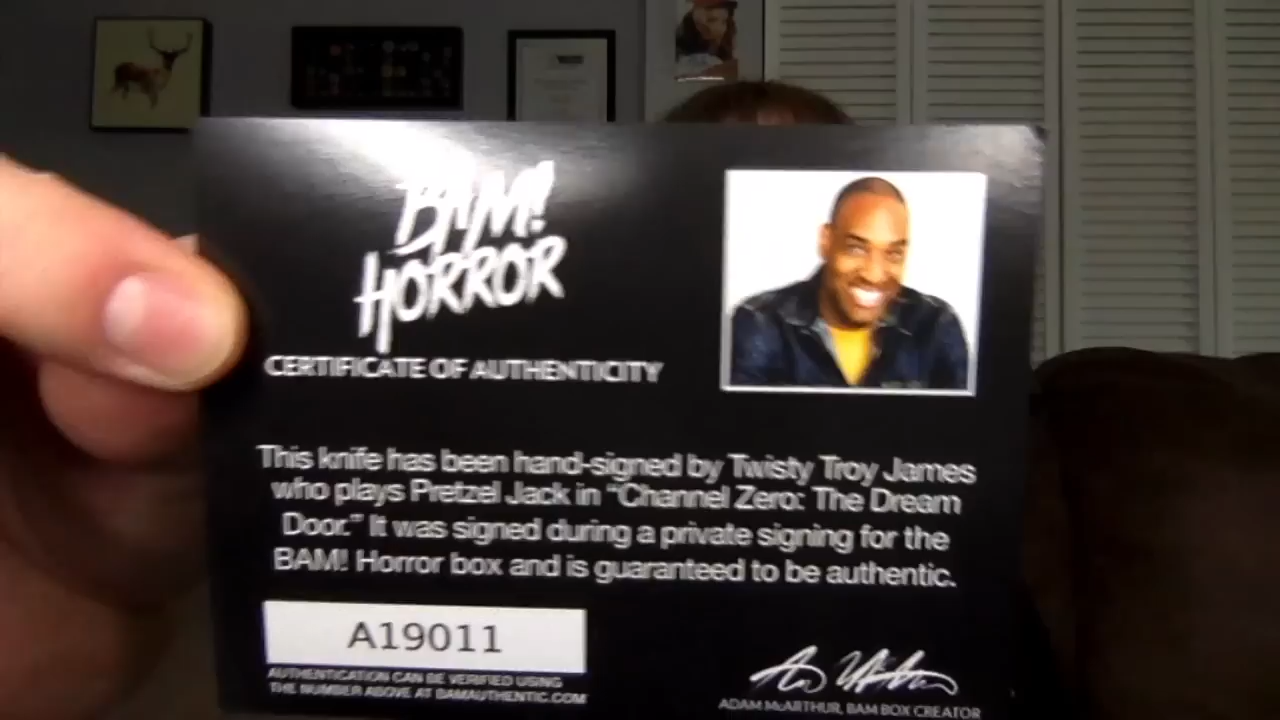 BAM!
HORROR
CERTIFICATE OF AUTHENTICITY
This knife has been hand-signed by Twisty Troy James
who plays Pretzel Jack in "Channel Zero: The Dream
Door." It was signed during a private signing for the
BAM! Horror box and is guaranteed to be authentic.
A19011
AUTHENTICATION CAN BE VERIFIED USING
THE NUMBER ABOVE AT BAMAUTHENTIC.COM
ADAM McARTHUR, BAM BOX CREATOR